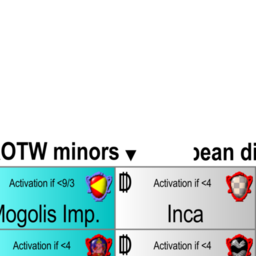 OTW minors ▼ pean di
Activation if <9/3 Activation if <4
Mogolis Imp. Inca
Activation if <4 Activation if <4